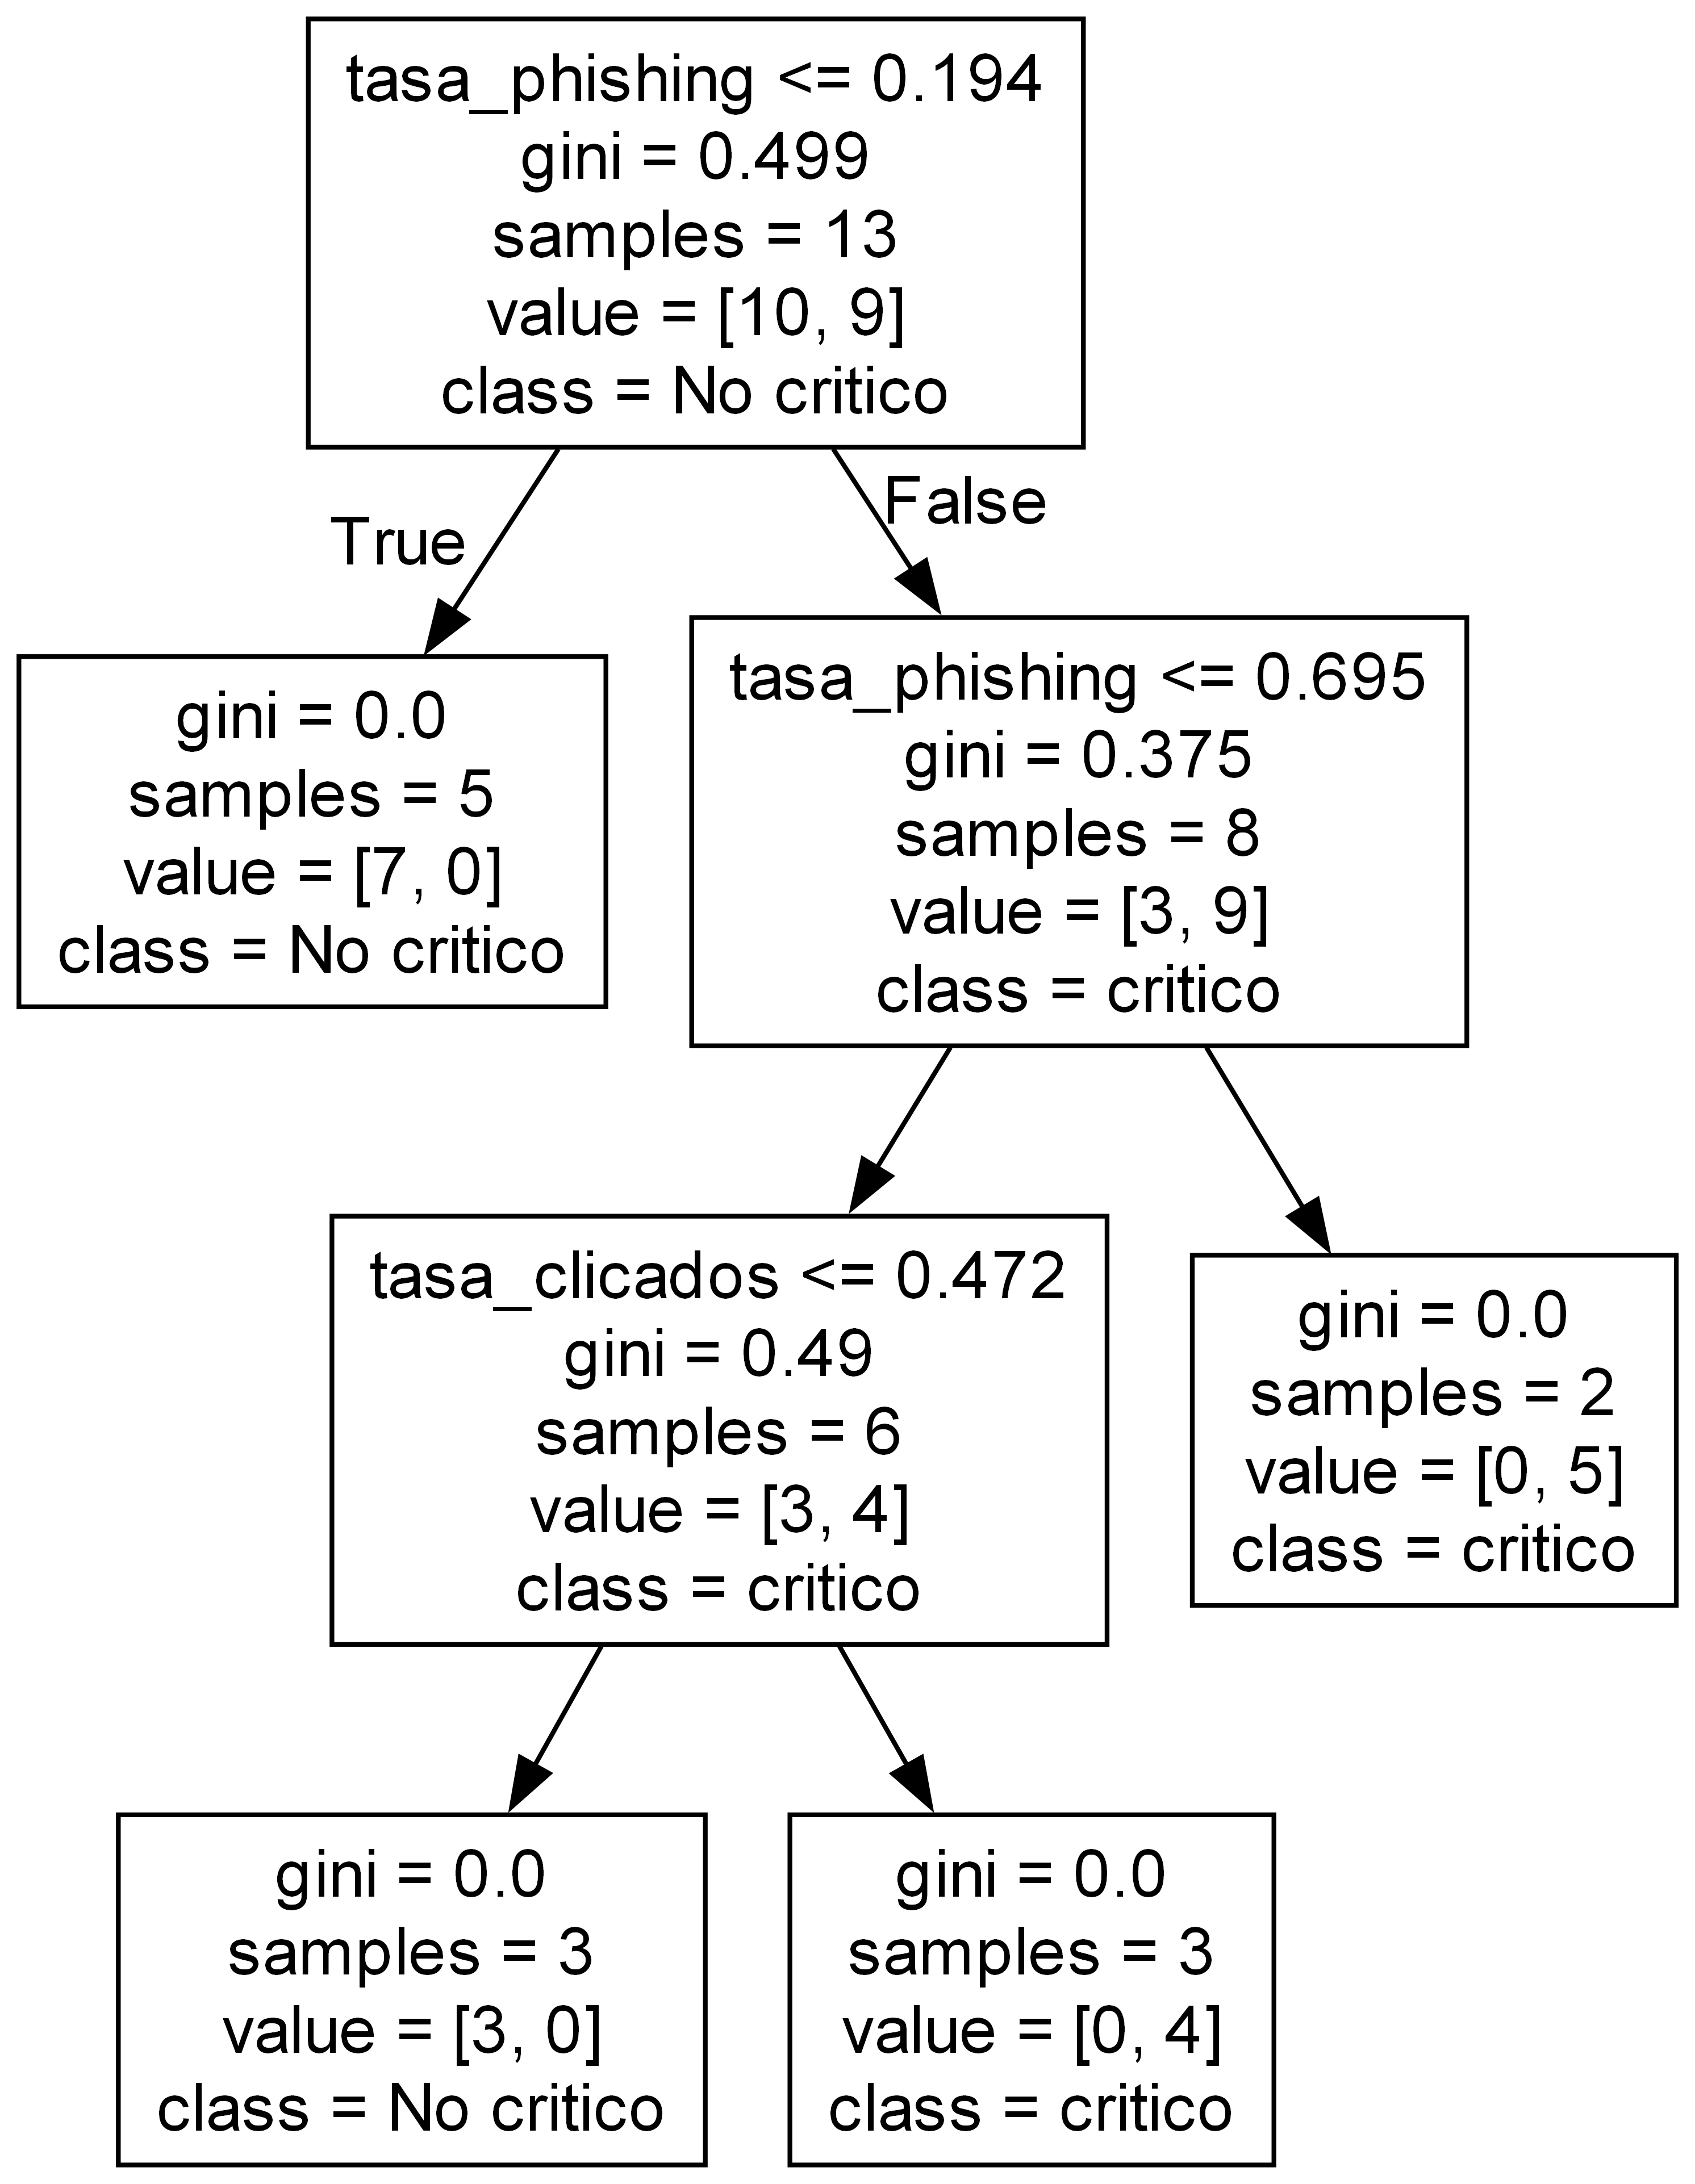 tasa_phishing <= 0.194
gini = 0.499
samples = 13
value = [10, 9]
class = No critico
True
False
gini = 0.0
samples = 5
value = [7, 0]
class = No critico
tasa_phishing <= 0.695
gini = 0.375
samples = 8
value = [3, 9]
class = critico
tasa_clicados <= 0.472
gini = 0.49
samples = 6
value = [3, 4]
class = critico
gini = 0.0
samples = 2
value = [0, 5]
class = critico
gini = 0.0
samples = 3
value = [3, 0]
class = No critico
gini = 0.0
samples = 3
value = [0, 4]
class = critico